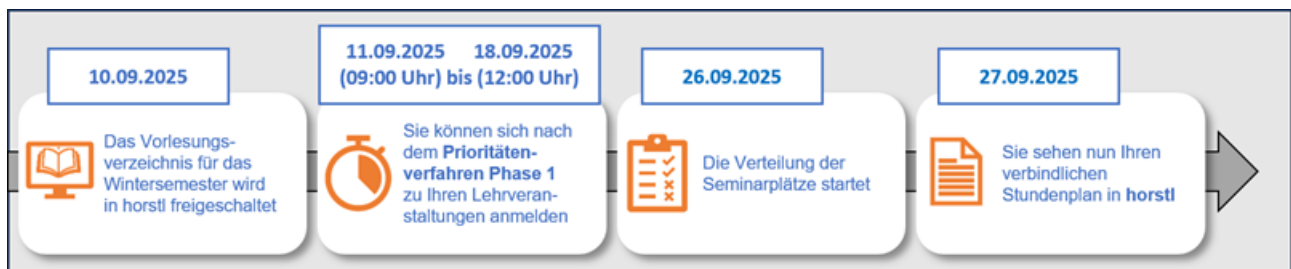 10.09.2025
Das Vorlesungs-
verzeichnis für das
Wintersemester wird
in horstl freigeschaltet
11.09.2025 18.09.2025
(09:00 Uhr) bis (12:00 Uhr)
Sie können sich nach
dem Prioritäten-
verfahren Phase 1
zu Ihren Lehrveran-
staltungen anmelden
26.09.2025
Die Verteilung der
Seminarplätze startet
27.09.2025
Sie sehen nun Ihren
verbindlichen
Stundenplan in horstl